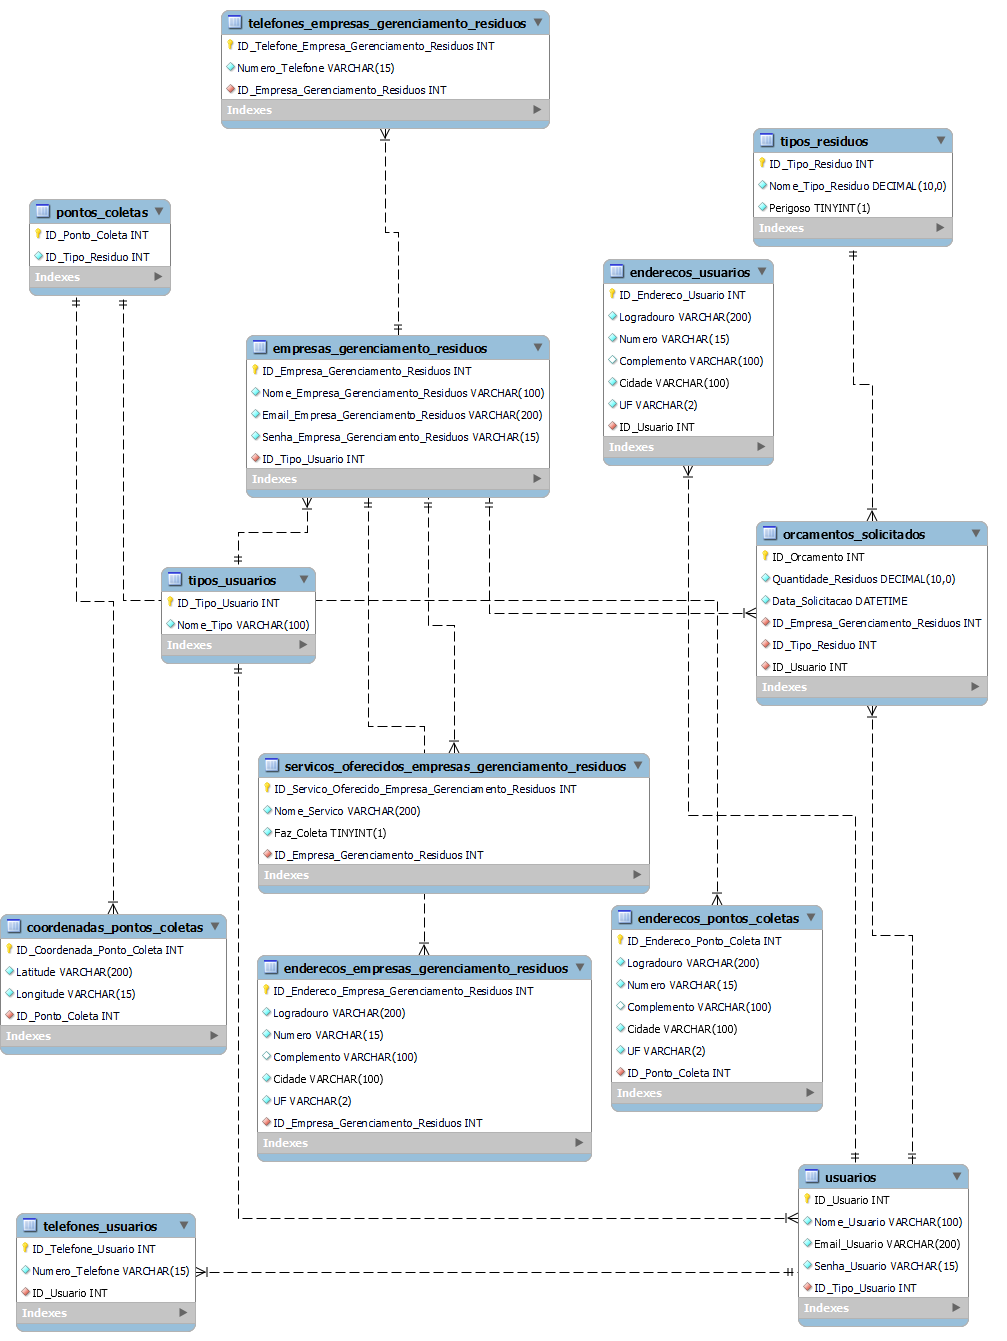 telefones_empresas_gerenciamento_residuos
ID_Telefone_Empresa_Gerenciamento_Residuos INT
Numero_Telefone VARCHAR(15)
ID_Empresa_Gerenciamento_Residuos INT
Indexes
tipos_residuos
ID_Tipo_Residuo INT
Nome_Tipo_Residuo DECIMAL(10,0)
Perigoso TINYINT(1)
Indexes
pontos_coletas
ID_Ponto_Coleta INT
ID_Tipo_Residuo INT
Indexes
enderecos_usuarios
ID_Endereco_Usuario INT
Logradouro VARCHAR(200)
Numero VARCHAR(15)
Complemento VARCHAR(100)
Cidade VARCHAR(100)
UF VARCHAR(2)
ID_Usuario INT
Indexes
empresas_gerenciamento_residuos
ID_Empresa_Gerenciamento_Residuos INT
Nome_Empresa_Gerenciamento_Residuos VARCHAR(100)
Email_Empresa_Gerenciamento_Residuos VARCHAR(200)
Senha_Empresa_Gerenciamento_Residuos VARCHAR(15)
ID_Tipo_Usuario INT
Indexes
orcamentos_solicitados
ID_Orcamento INT
Quantidade_Residuos DECIMAL(10,0)
Data_Solicitacao DATETIME
ID_Empresa_Gerenciamento_Residuos INT
ID_Tipo_Residuo INT
ID_Usuario INT
Indexes
tipos_usuarios
ID_Tipo_Usuario INT
Nome_Tipo VARCHAR(100)
Indexes
servicos_oferecidos_empresas_gerenciamento_residuos
ID_Servico_Oferecido_Empresa_Gerenciamento_Residuos INT
Nome_Servico VARCHAR(200)
Faz_Coleta TINYINT(1)
ID_Empresa_Gerenciamento_Residuos INT
Indexes
coordenadas_pontos_coletas
ID_Coordenada_Ponto_Coleta INT
Latitude VARCHAR(200)
Longitude VARCHAR(15)
ID_Ponto_Coleta INT
Indexes
enderecos_empresas_gerenciamento_residuos
ID_Endereco_Empresa_Gerenciamento_Residuos INT
Logradouro VARCHAR(200)
Numero VARCHAR(15)
Complemento VARCHAR(100)
Cidade VARCHAR(100)
UF VARCHAR(2)
ID_Empresa_Gerenciamento_Residuos INT
Indexes
enderecos_pontos_coletas
ID_Endereco_Ponto_Coleta INT
Logradouro VARCHAR(200)
Numero VARCHAR(15)
Complemento VARCHAR(100)
Cidade VARCHAR(100)
UF VARCHAR(2)
ID_Ponto_Coleta INT
Indexes
usuarios
ID_Usuario INT
Nome_Usuario VARCHAR(100)
Email_Usuario VARCHAR(200)
Senha_Usuario VARCHAR(15)
ID_Tipo_Usuario INT
Indexes
telefones_usuarios
ID_Telefone_Usuario INT
Numero_Telefone VARCHAR(15)
ID_Usuario INT
Indexes